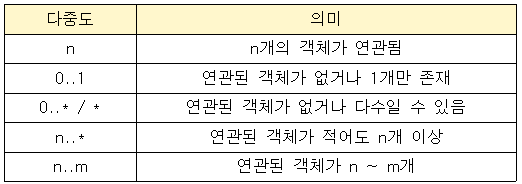 다중도 의미
n n개의 객체가 연관됨
0..1 연관된 객체가 없거나 1개만 존재
0..* / * 연관된 객체가 없거나 다수일 수 있음
n..* 연관된 객체가 적어도 n개 이상
n..m 연관된 객체가 n ~ m개